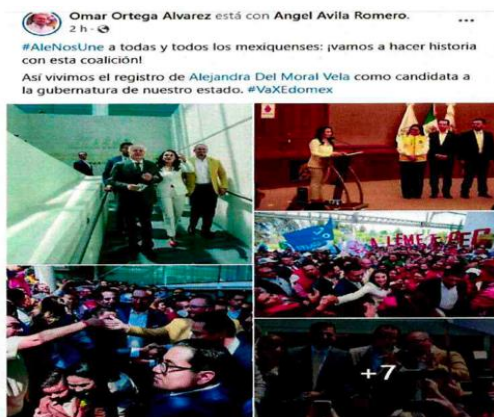 Omar Ortega Alvarez está con Angel Avila Romero.
2 h
#AleNosUne a todas y todos los mexiquenses: ¡vamos a hacer historia
con esta coalición!
Así vivimos el registro de Alejandra Del Moral Vela como candidata a
la gubernatura de nuestro estado. #VaXEdomex
+7